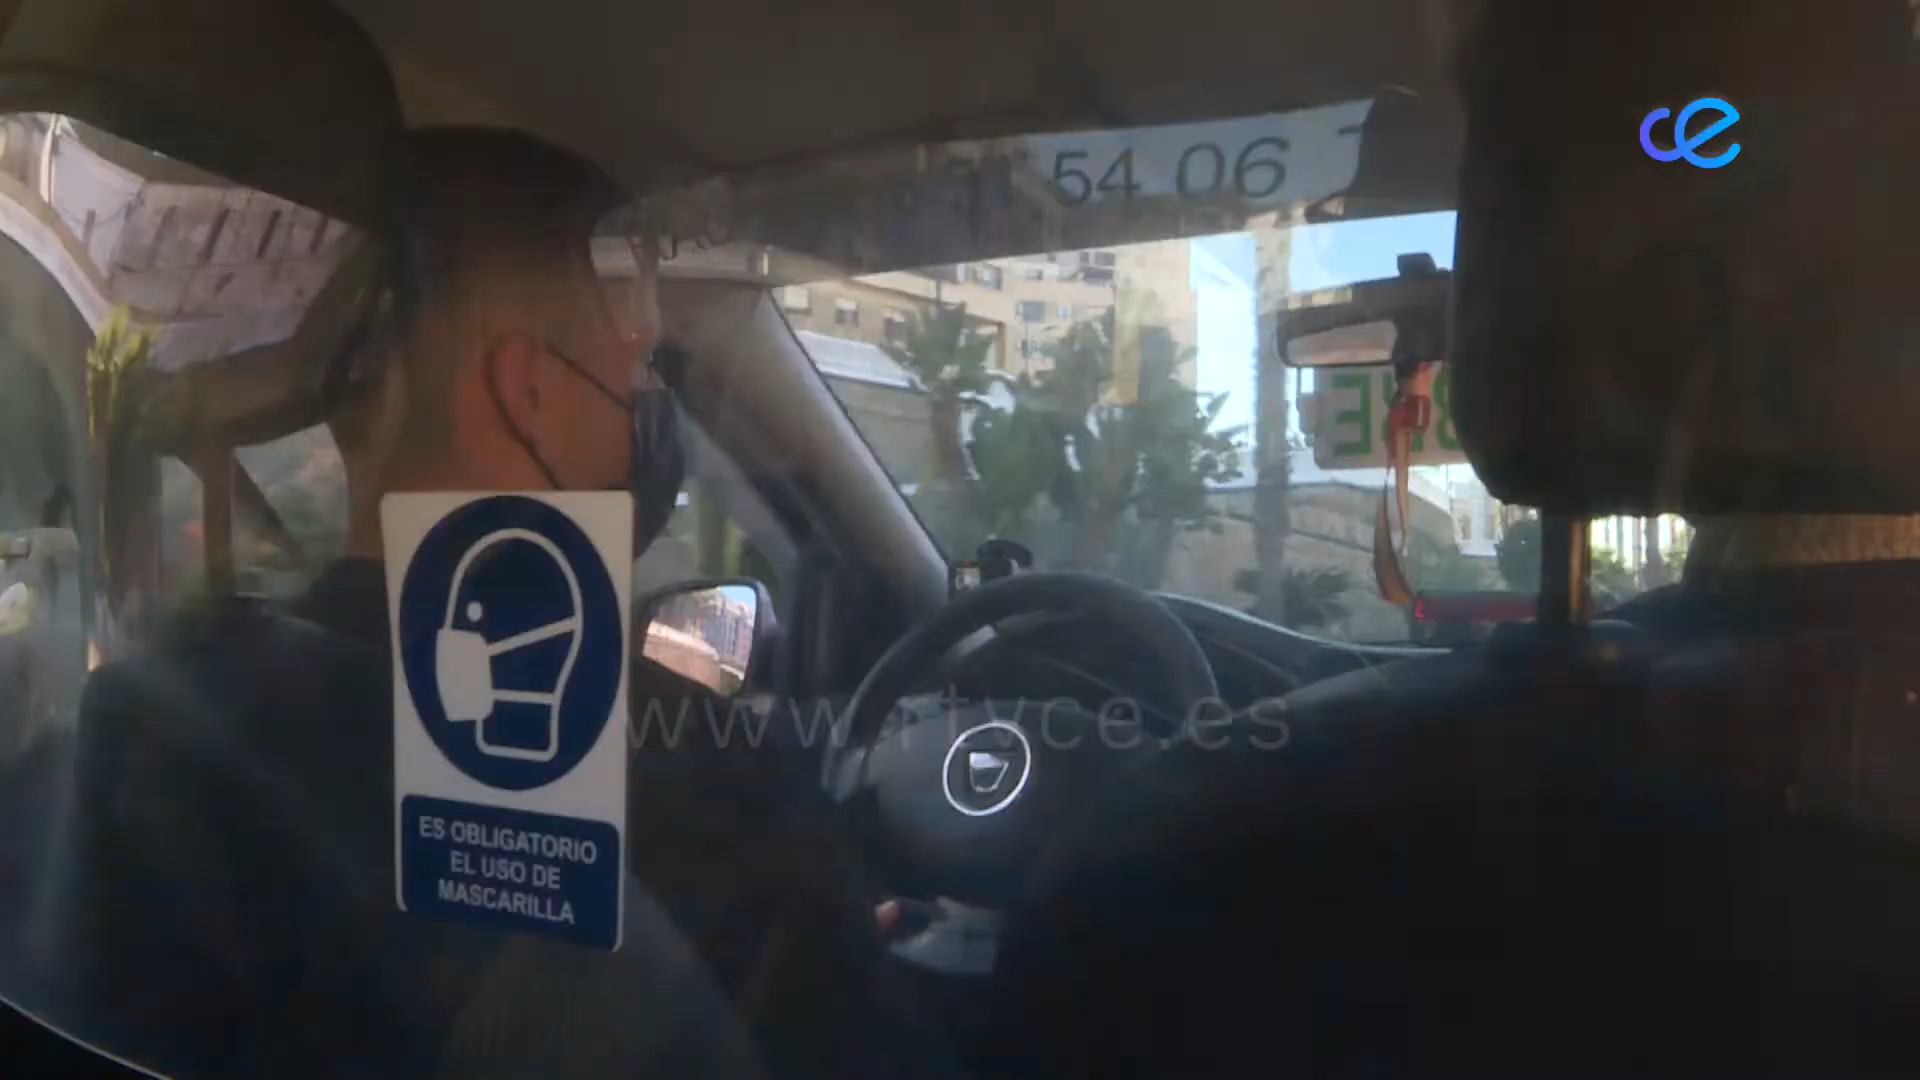 ce
54 06
www.rtvce.es
ES OBLIGATORIO
EL USO DE
MASCARILLA